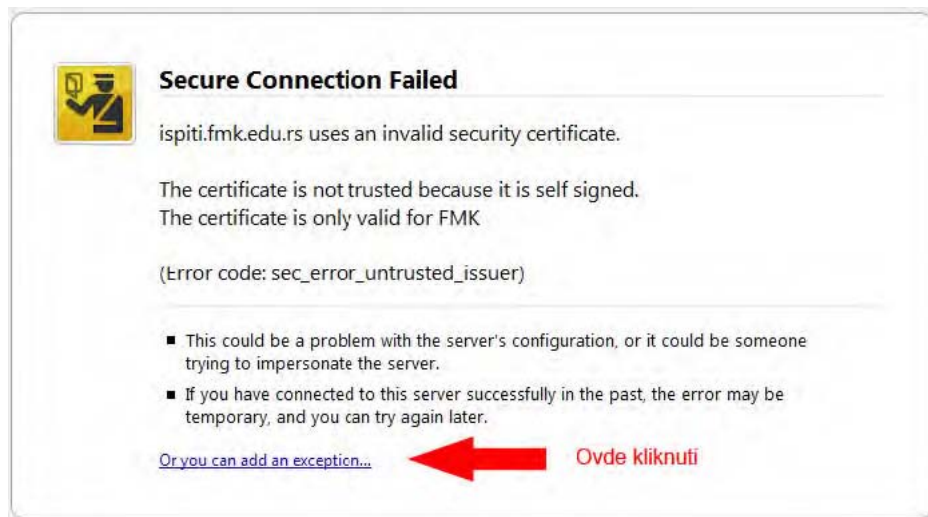 Secure Connection Failed
ispiti.fmk.edu.rs uses an invalid security certificate.
The certificate is not trusted because it is self signed.
The certificate is only valid for FMK
(Error code: sec_error_untrusted_issuer)
This could be a problem with the server's configuration, or it could be someone
trying to impersonate the server.
If you have connected to this server successfully in the past, the error may be
temporary, and you can try again later.
Or you can add an exception...
Ovde kliknuti